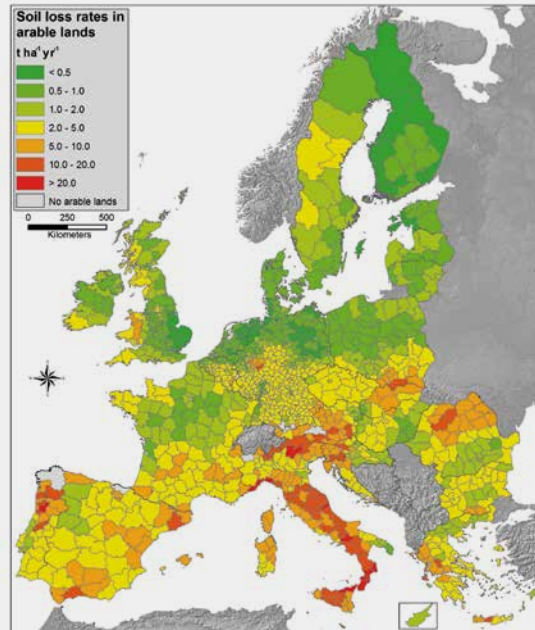 Soil loss rates in
arable lands
t ha⁻¹ yr⁻¹
< 0.5
0.5 - 1.0
1.0 - 2.0
2.0 - 5.0
5.0 - 10.0
10.0 - 20.0
> 20.0
No arable lands
0 250 500
Kilometers